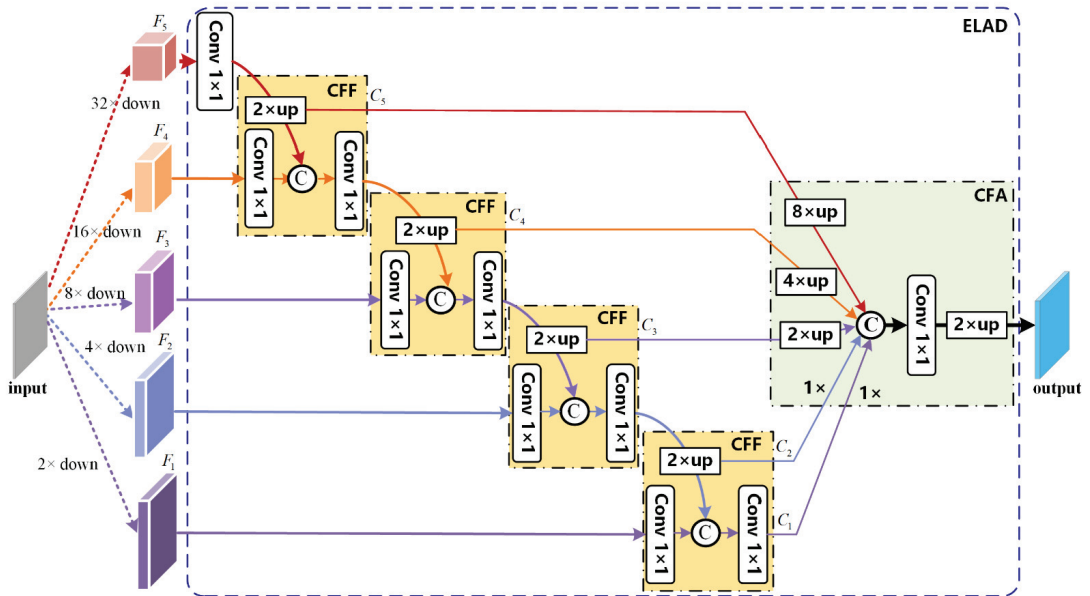 F5
ELAD
Conv 1×1
32× down
CFF
C5
2×up
F4
Conv 1×1
C
Conv 1×1
16× down
CFF
C4
CFA
8×up
2×up
F3
Conv 1×1
C
Conv 1×1
4×up
8× down
CFF
C3
2×up
2×up
C
Conv 1×1
2×up
4× down
F2
input
output
Conv 1×1
C
Conv 1×1
1×
1×
2× down
F1
CFF
C2
2×up
Conv 1×1
C
Conv 1×1
C1